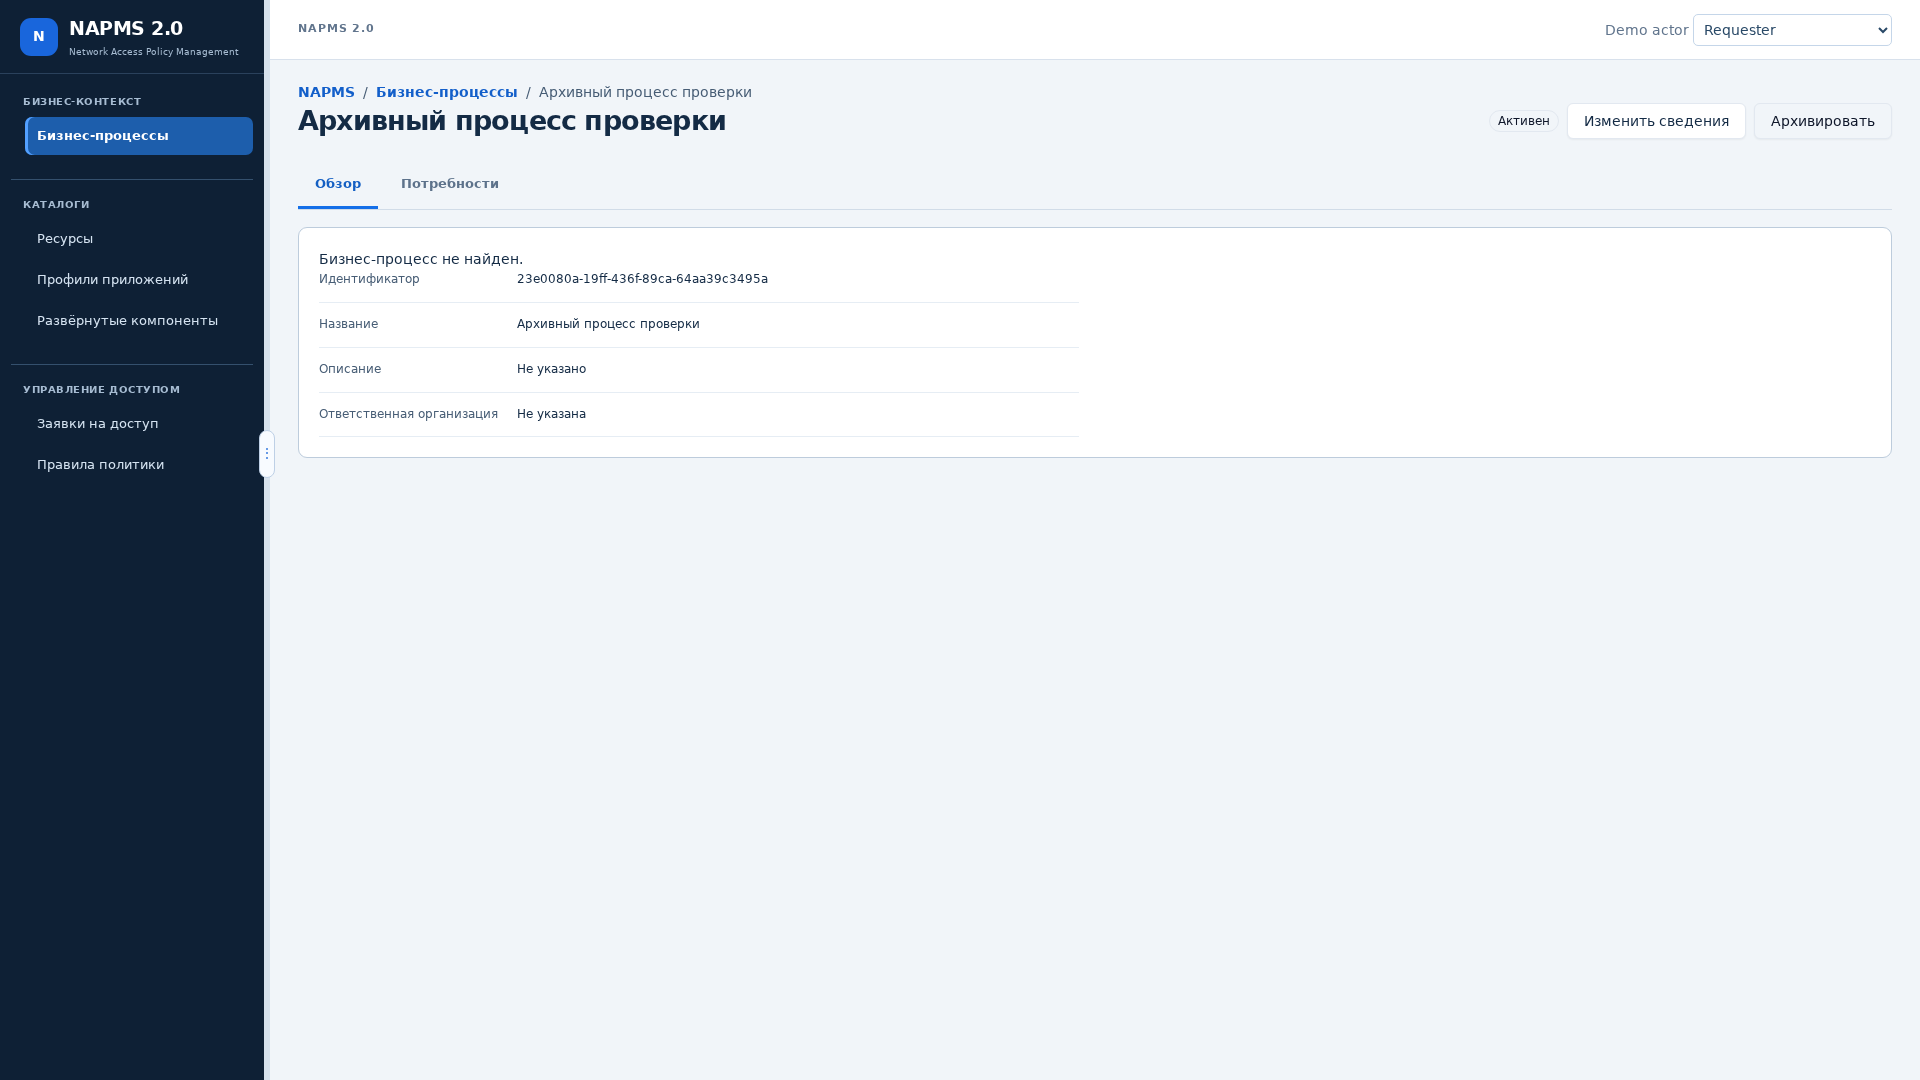 N
NAPMS 2.0
Network Access Policy Management
БИЗНЕС-КОНТЕКСТ
Бизнес-процессы
КАТАЛОГИ
Ресурсы
Профили приложений
Развёрнутые компоненты
УПРАВЛЕНИЕ ДОСТУПОМ
Заявки на доступ
Правила политики
NAPMS 2.0
Demo actor Requester
NAPMS / Бизнес-процессы / Архивный процесс проверки
Архивный процесс проверки
Активен Изменить сведения Архивировать
Обзор Потребности
Бизнес-процесс не найден.
Идентификатор 23e0080a-19ff-436f-89ca-64aa39c3495a
Название Архивный процесс проверки
Описание Не указано
Ответственная организация Не указана